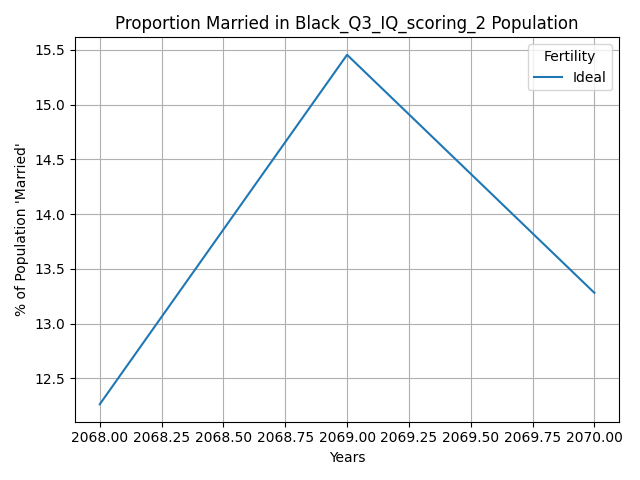 Proportion Married in Black_Q3_IQ_scoring_2 Population
Fertility
Ideal
% of Population 'Married'
15.5
15.0
14.5
14.0
13.5
13.0
12.5
2068.00 2068.25 2068.50 2068.75 2069.00 2069.25 2069.50 2069.75 2070.00
Years